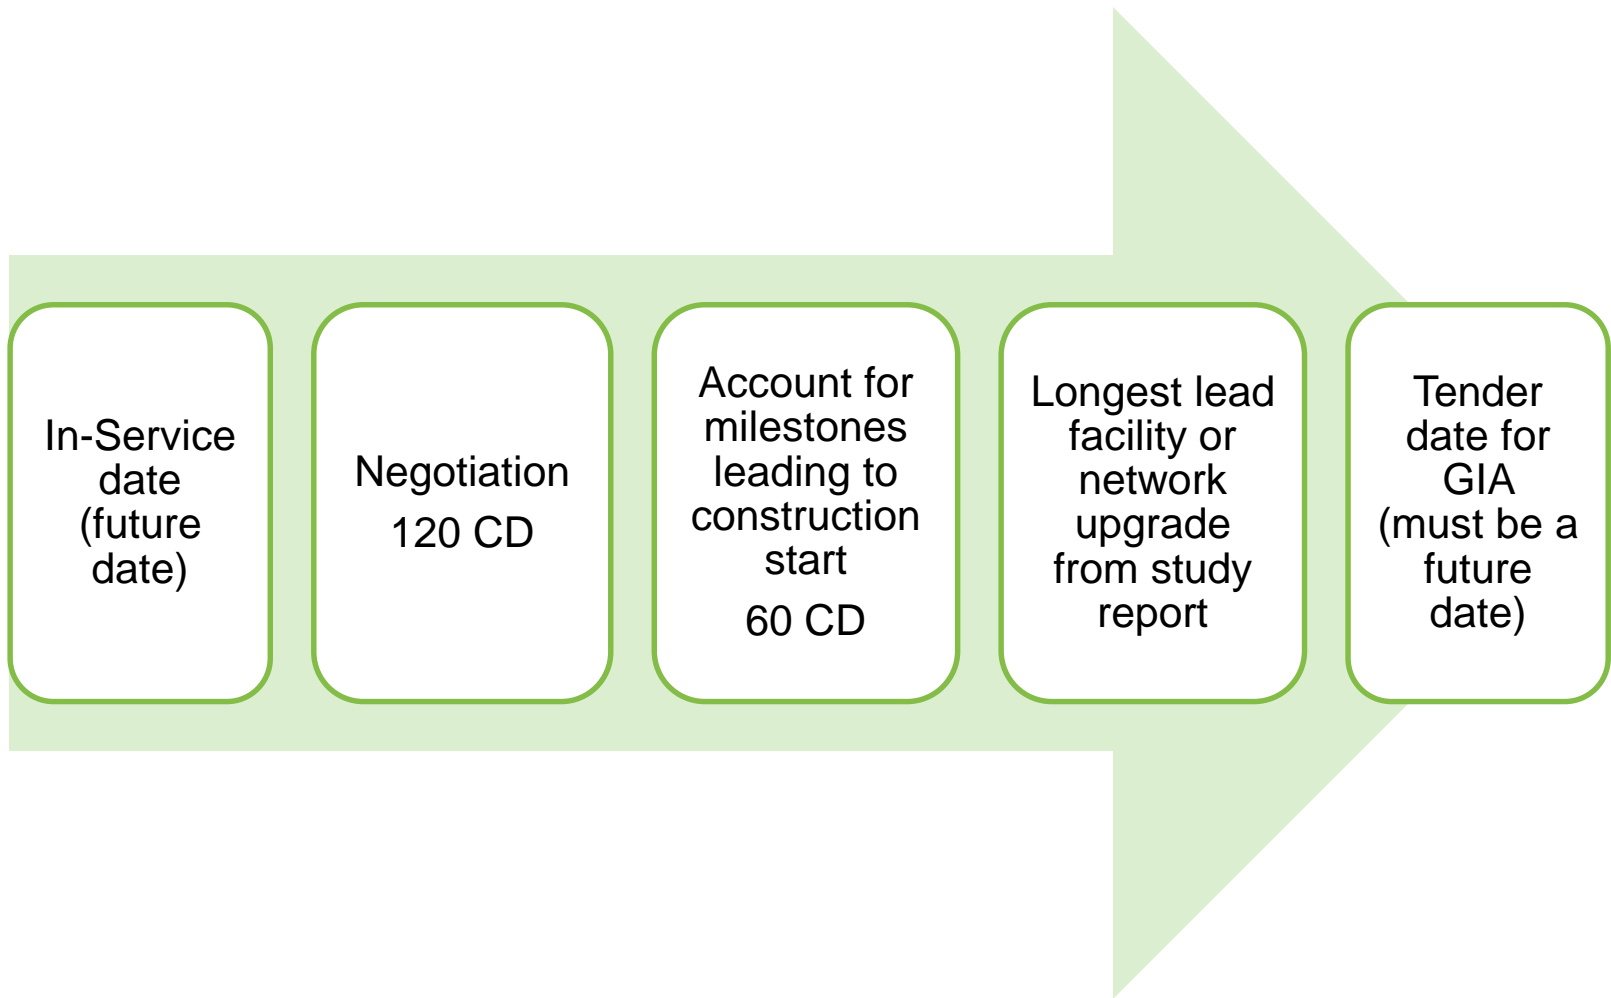 In-Service
date
(future
date)
Negotiation
120 CD
Account for
milestones
leading to
construction
start
60 CD
Longest lead
facility or
network
upgrade
from study
report
Tender
date for
GIA
(must be a
future
date)